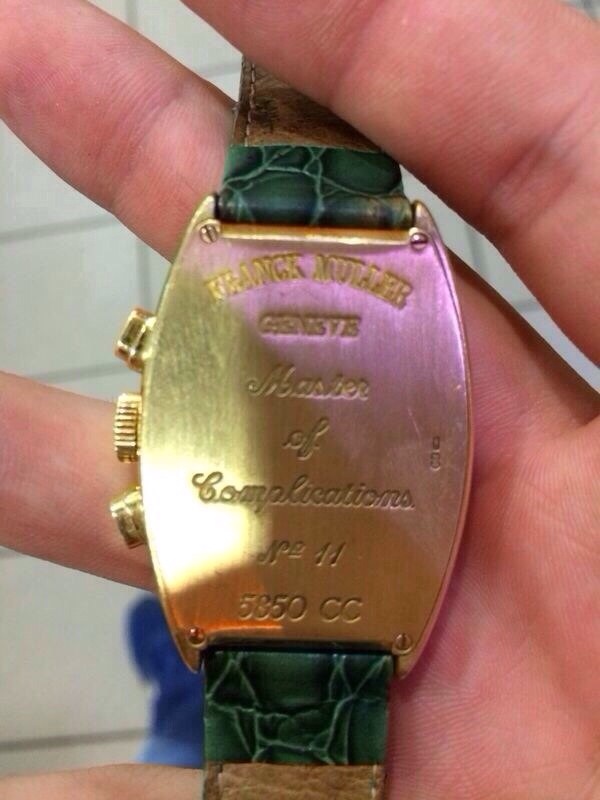 FRANCK MULLER
GENEVE
Master
of
Complications
Nº 11
5850 CC